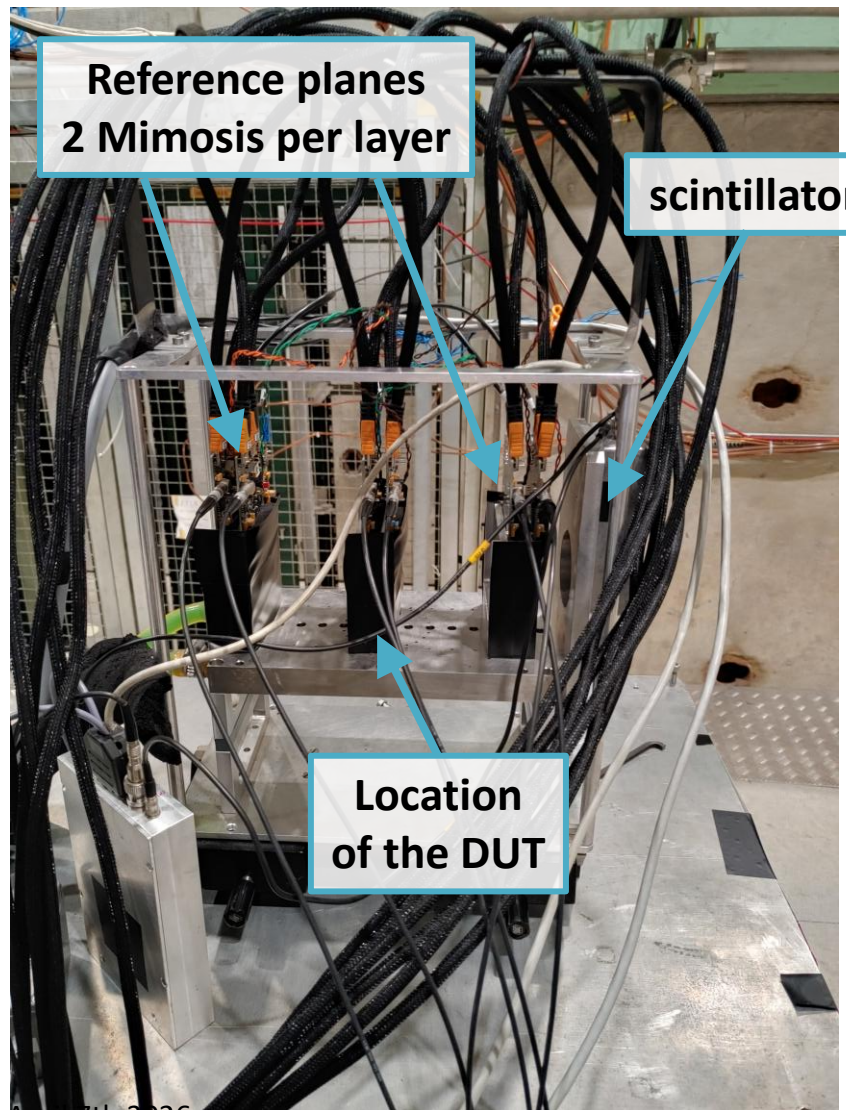 Reference planes
2 Mimosis per layer
scintillator
Location
of the DUT